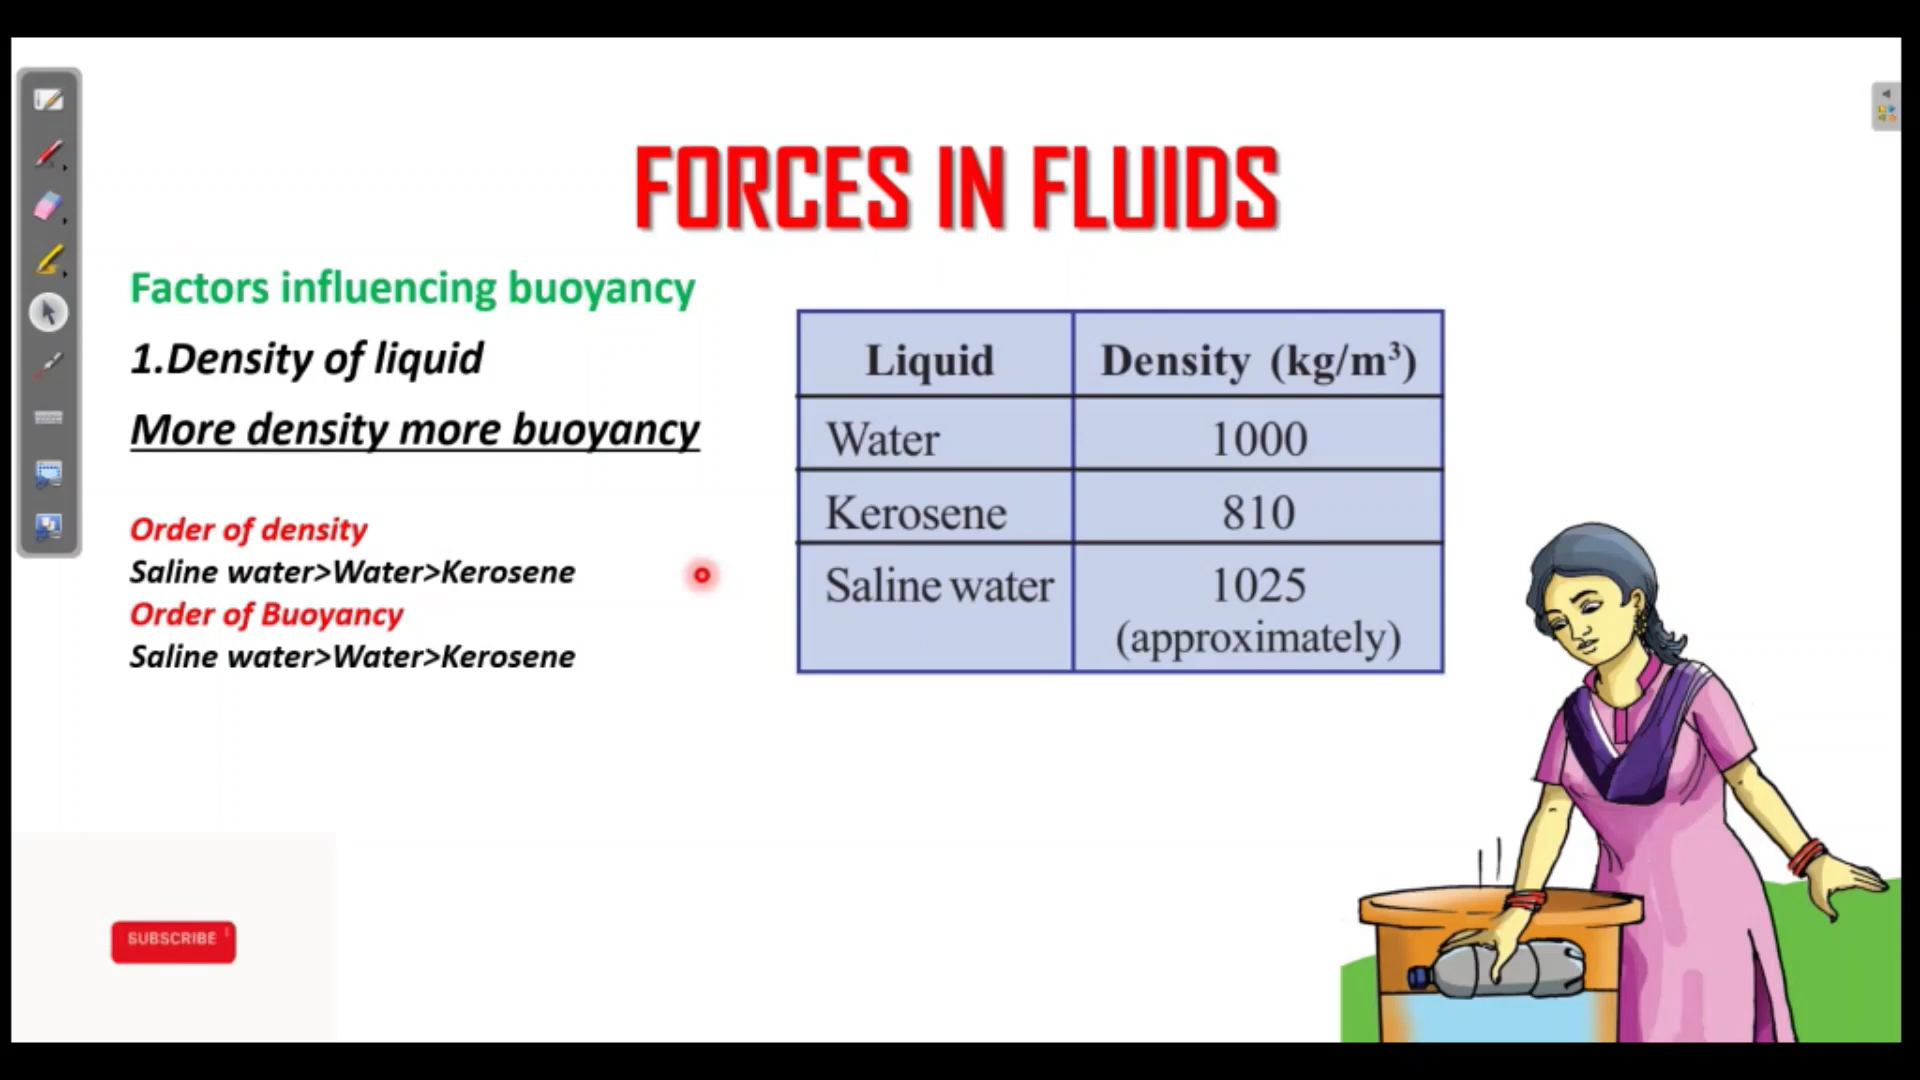 FORCES IN FLUIDS
Factors influencing buoyancy
1.Density of liquid
More density more buoyancy
Order of density
Saline water>Water>Kerosene
Order of Buoyancy
Saline water>Water>Kerosene
Liquid Density (kg/m³)
Water 1000
Kerosene 810
Saline water 1025
(approximately)
SUBSCRIBE